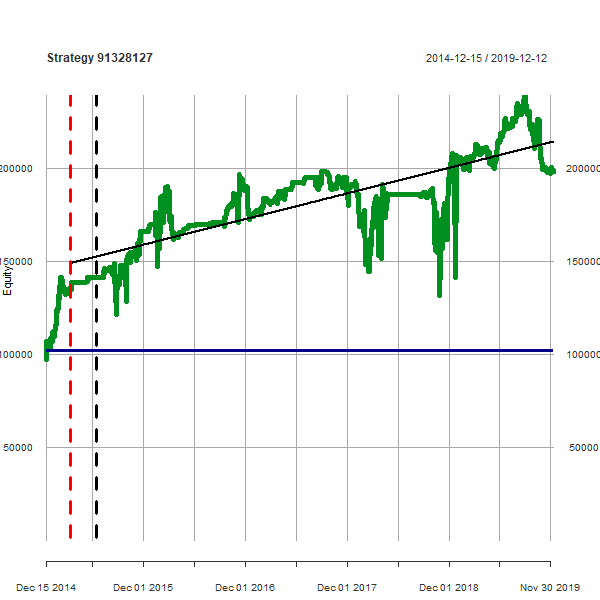 Strategy 91328127
2014-12-15 / 2019-12-12
200000 200000
150000 150000
Equity
100000 100000
50000 50000
Dec 15 2014 Dec 01 2015 Dec 01 2016 Dec 01 2017 Dec 01 2018 Nov 30 2019